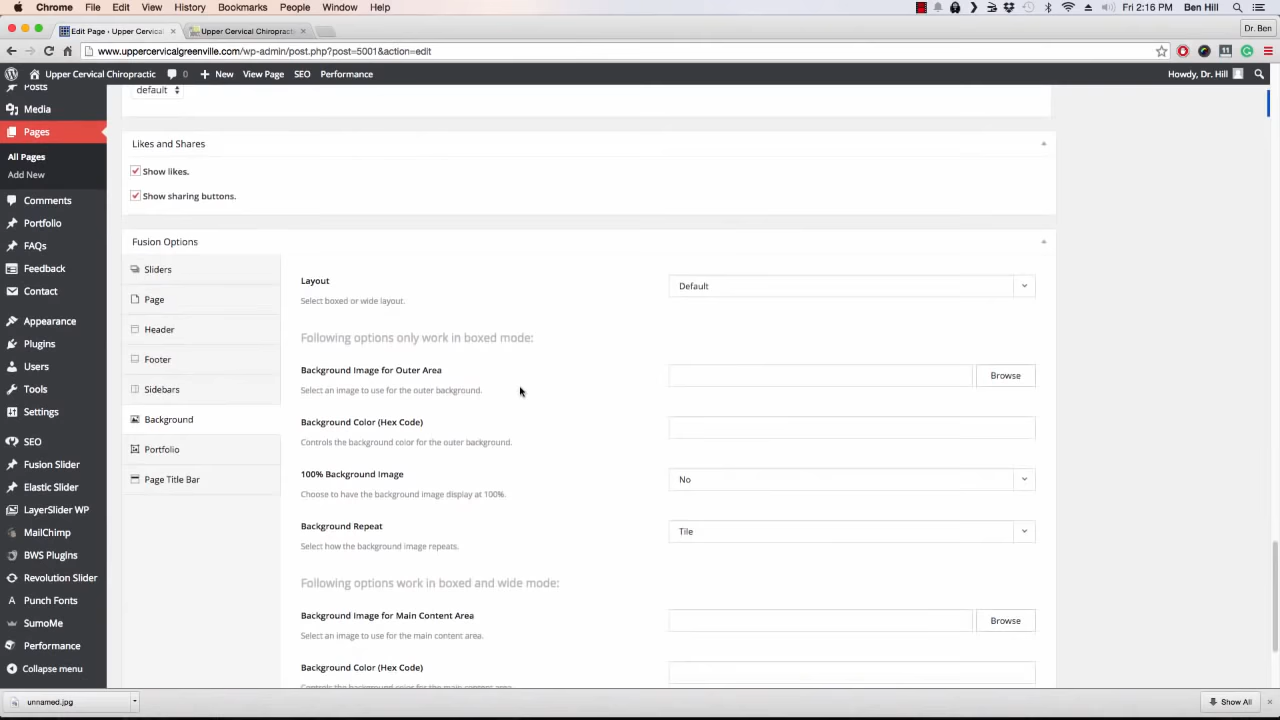 Chrome File Edit View History Bookmarks People Window Help Fri 2:16 PM Ben Hill
Edit Page ‹ Upper Cervical Upper Cervical Chiropractic Dr. Ben
www.uppercervicalgreenville.com/wp-admin/post.php?post=5001&action=edit
Upper Cervical Chiropractic 0 New View Page SEO Performance Howdy, Dr. Hill
Posts
default
Media
Pages
Likes and Shares
All Pages
Show likes.
Add New
Show sharing buttons.
Comments
Portfolio
FAQs
Fusion Options
Feedback
Sliders
Layout
Default
Contact
Page
Select boxed or wide layout.
Appearance
Header
Following options only work in boxed mode:
Plugins
Footer
Users
Background Image for Outer Area
Browse
Tools
Sidebars
Select an image to use for the outer background.
Settings
Background
Background Color (Hex Code)
SEO
Portfolio
Controls the background color for the outer background.
Fusion Slider
Page Title Bar
100% Background Image
No
Elastic Slider
Choose to have the background image display at 100%.
LayerSlider WP
MailChimp
Background Repeat
Tile
BWS Plugins
Select how the background image repeats.
Revolution Slider
Following options work in boxed and wide mode:
Punch Fonts
SumoMe
Background Image for Main Content Area
Browse
Performance
Select an image to use for the main content area.
Collapse menu
Background Color (Hex Code)
Controls the background color for the main content area.
unnamed.jpg
Show All